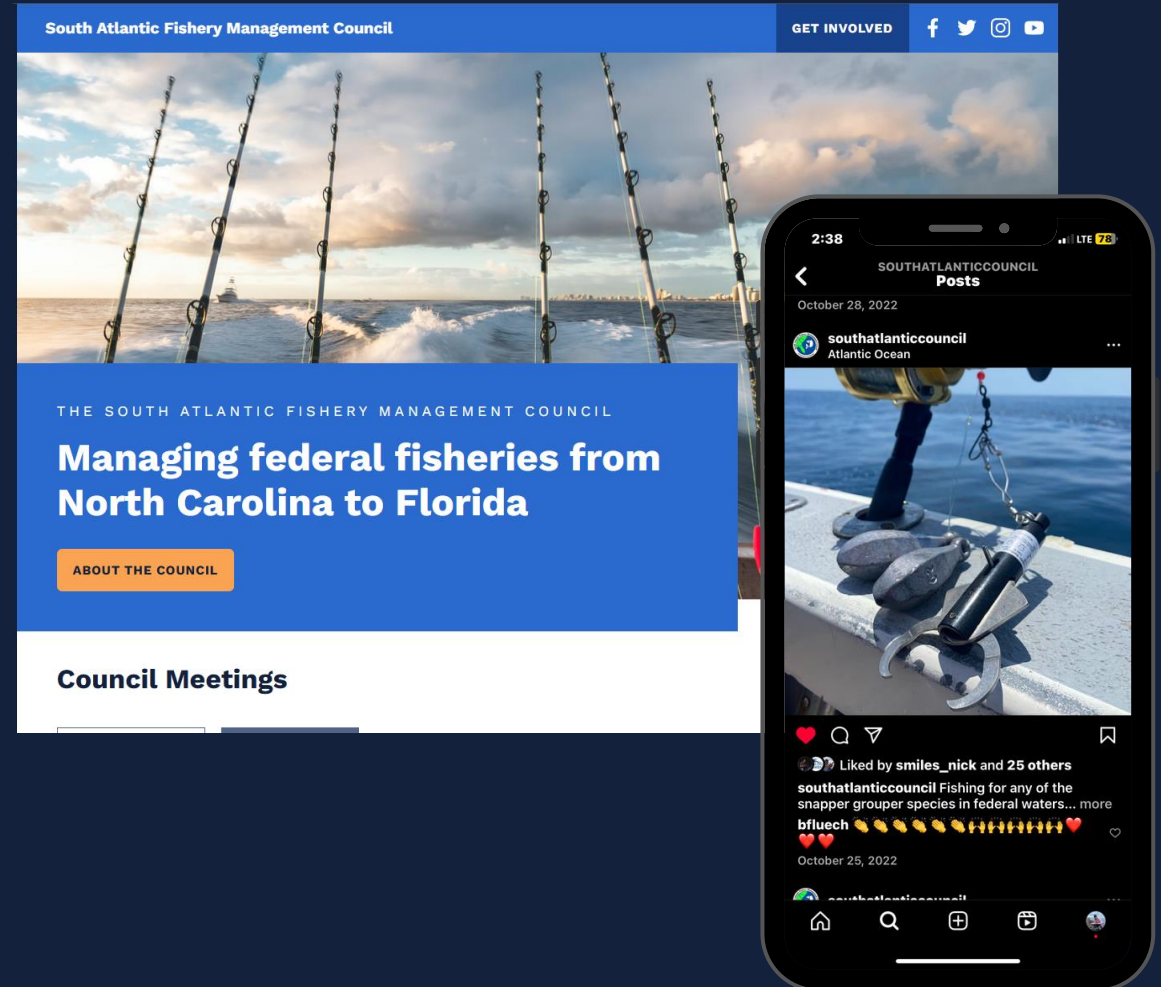 South Atlantic Fishery Management Council
GET INVOLVED
THE SOUTH ATLANTIC FISHERY MANAGEMENT COUNCIL
Managing federal fisheries from
North Carolina to Florida
ABOUT THE COUNCIL
Council Meetings
2:38
LTE 78
SOUTHATLANTICCOUNCIL
Posts
October 28, 2022
southatlanticcouncil
Atlantic Ocean
Liked by smiles_nick and 25 others
southatlanticcouncil Fishing for any of the
snapper grouper species in federal waters... more
bfluech 👏👏👏👏👏👏🙌🙌🙌🙌🙌❤️
❤️❤️
October 25, 2022
southatlanticcouncil